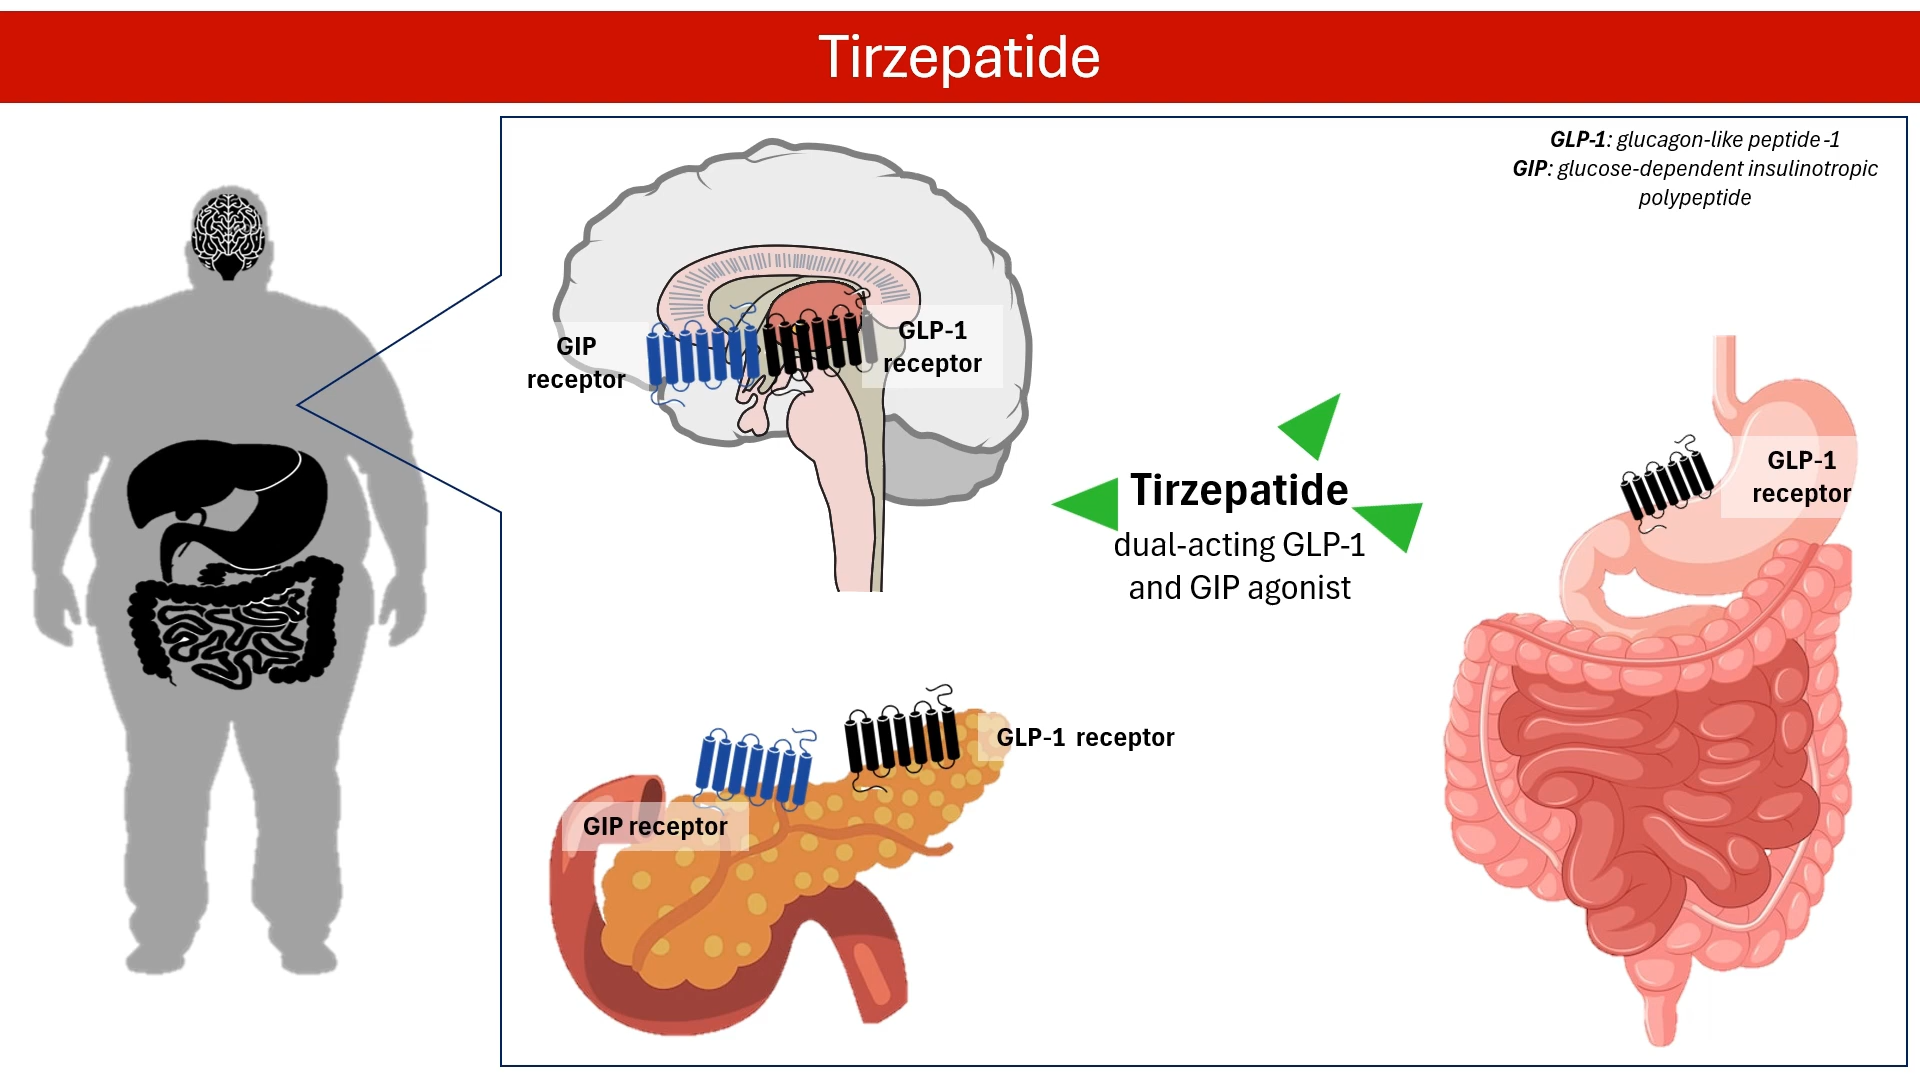 Tirzepatide
GLP-1: glucagon-like peptide-1
GIP: glucose-dependent insulinotropic
polypeptide
GIP
receptor
GLP-1
receptor
Tirzepatide
dual-acting GLP-1
and GIP agonist
GLP-1
receptor
GLP-1 receptor
GIP receptor